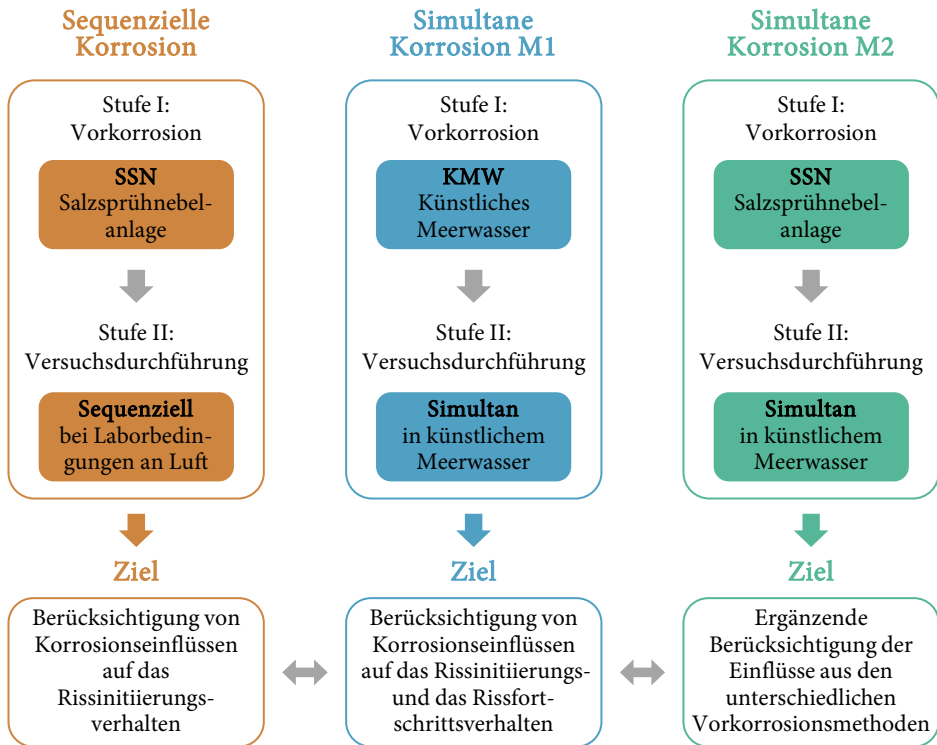 Sequenzielle
Korrosion
Stufe I:
Vorkorrosion
SSN
Salzsprühnebel-
anlage
Stufe II:
Versuchsdurchführung
Sequenziell
bei Laborbedin-
gungen an Luft
Ziel
Berücksichtigung von
Korrosionseinflüssen
auf das
Rissinitiierungs-
verhalten
Simultane
Korrosion M1
Stufe I:
Vorkorrosion
KMW
Künstliches
Meerwasser
Stufe II:
Versuchsdurchführung
Simultan
in künstlichem
Meerwasser
Ziel
Berücksichtigung von
Korrosionseinflüssen
auf das Rissinitiierungs-
und das Rissfort-
schrittsverhalten
Simultane
Korrosion M2
Stufe I:
Vorkorrosion
SSN
Salzsprühnebel-
anlage
Stufe II:
Versuchsdurchführung
Simultan
in künstlichem
Meerwasser
Ziel
Ergänzende
Berücksichtigung der
Einflüsse aus den
unterschiedlichen
Vorkorrosionsmethoden